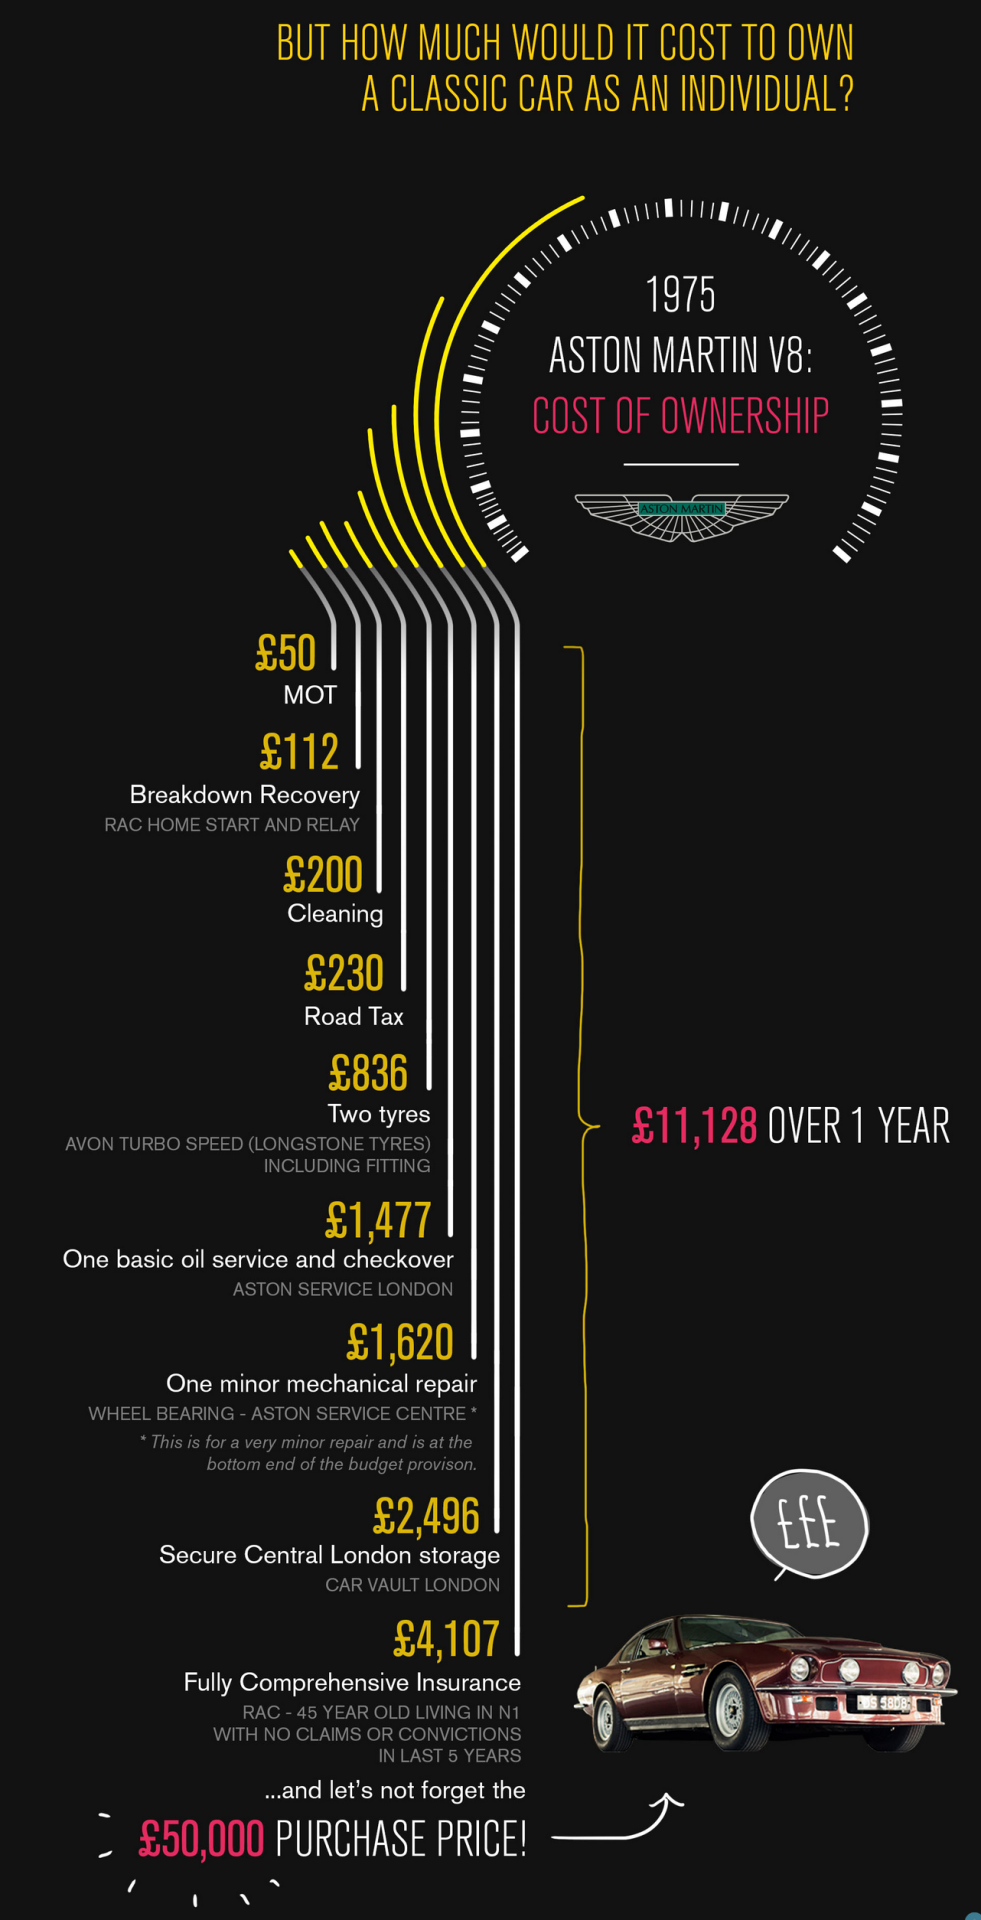 BUT HOW MUCH WOULD IT COST TO OWN
A CLASSIC CAR AS AN INDIVIDUAL?
1975
ASTON MARTIN V8:
COST OF OWNERSHIP
ASTON MARTIN
£50
MOT
£112
Breakdown Recovery
RAC HOME START AND RELAY
£200
Cleaning
£230
Road Tax
£836
Two tyres
AVON TURBO SPEED (LONGSTONE TYRES)
INCLUDING FITTING
£11,128 OVER 1 YEAR
£1,477
One basic oil service and checkover
ASTON SERVICE LONDON
£1,620
One minor mechanical repair
WHEEL BEARING - ASTON SERVICE CENTRE *
* This is for a very minor repair and is at the
bottom end of the budget provison.
£2,496
Secure Central London storage
CAR VAULT LONDON
£££
£4,107
Fully Comprehensive Insurance
RAC - 45 YEAR OLD LIVING IN N1
WITH NO CLAIMS OR CONVICTIONS
IN LAST 5 YEARS
...and let's not forget the
£50,000 PURCHASE PRICE!